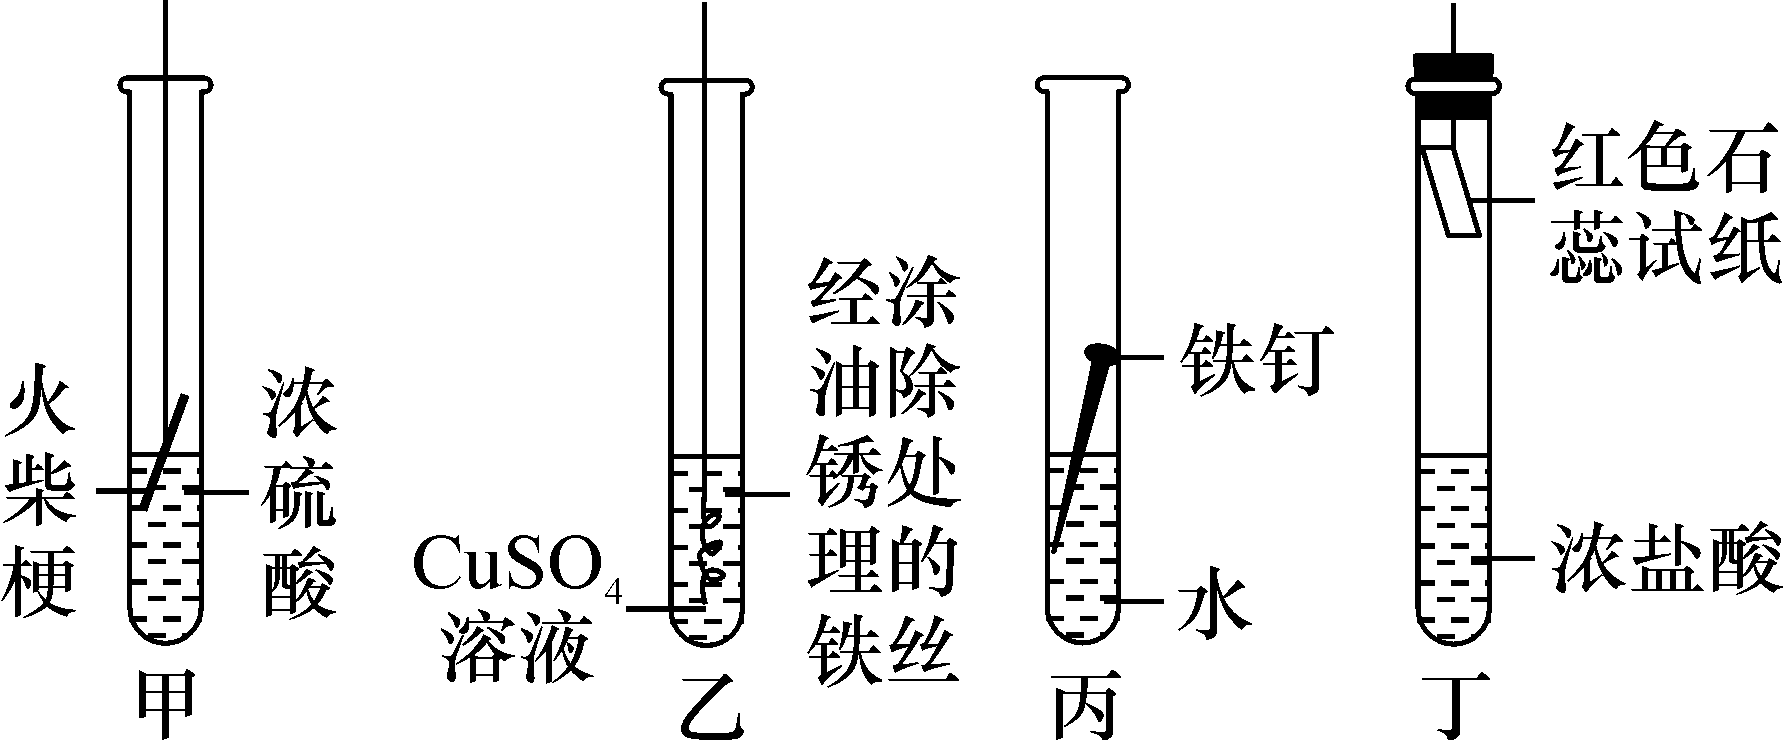 火
柴
梗
浓
硫
酸
甲
CuSO₄
溶液
经涂
油除
锈处
理的
铁丝
乙
铁钉
水
丙
红色石
蕊试纸
浓盐酸
丁